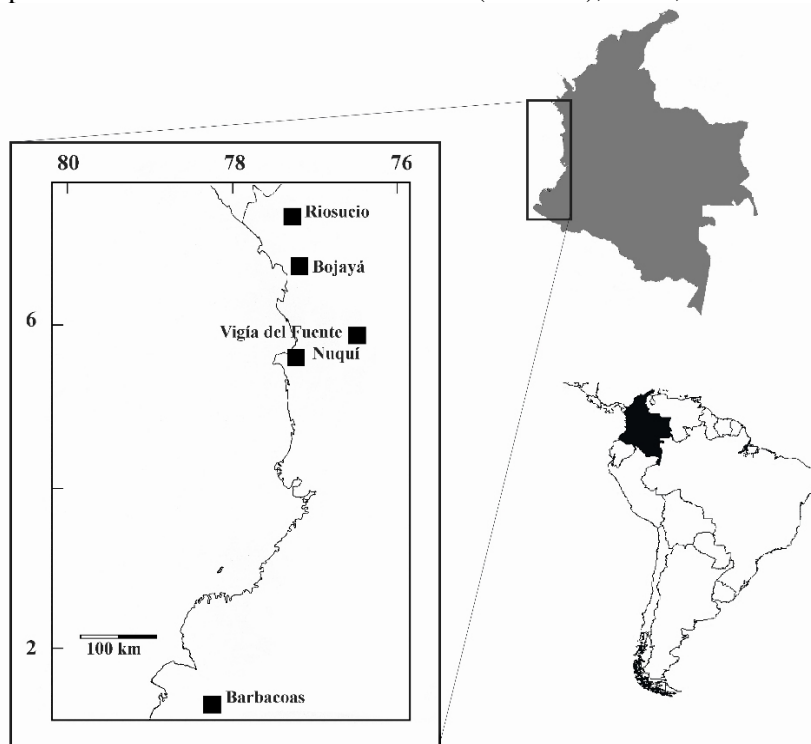 80 78 76
Riosucio
Bojayá
6
Vigía del Fuente
Nuquí
2
100 km
Barbacoas